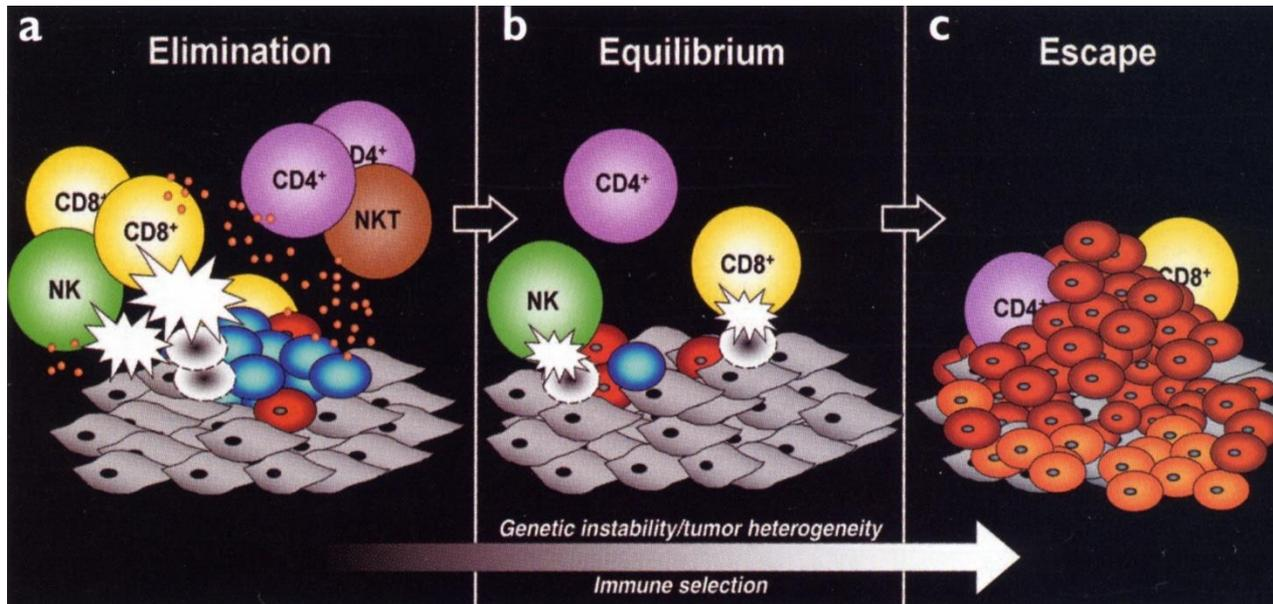 a
Elimination
CD8⁺
CD8⁺
NK
CD4⁺
D4⁺
NKT
b
Equilibrium
CD4⁺
NK
CD8⁺
c
Escape
CD4⁺
CD8⁺
Genetic instability/tumor heterogeneity
Immune selection